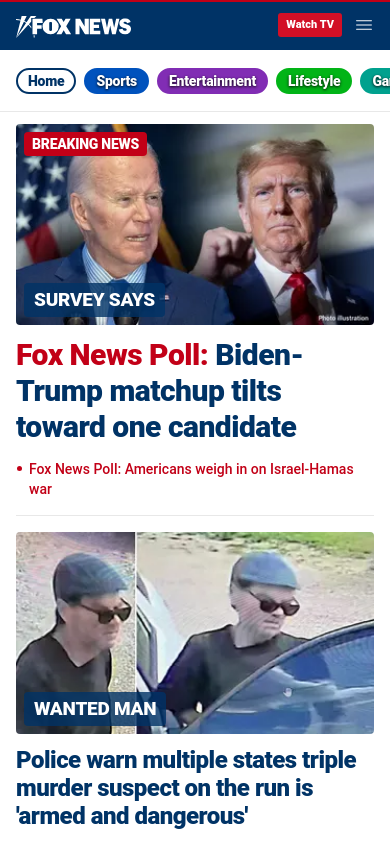 FOX NEWS
Watch TV
Home
Sports
Entertainment
Lifestyle
Ga
BREAKING NEWS
SURVEY SAYS
Photo illustration
Fox News Poll: Biden-
Trump matchup tilts
toward one candidate
• Fox News Poll: Americans weigh in on Israel-Hamas
war
WANTED MAN
Police warn multiple states triple
murder suspect on the run is
'armed and dangerous'